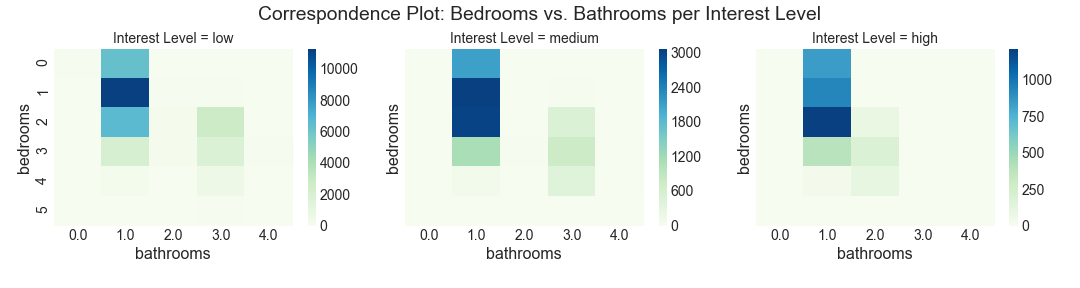 Correspondence Plot: Bedrooms vs. Bathrooms per Interest Level
Interest Level = low
bedrooms
0
1
2
3
4
5
0.0 1.0 2.0 3.0 4.0
bathrooms
10000
8000
6000
4000
2000
0
Interest Level = medium
bedrooms
0.0 1.0 2.0 3.0 4.0
bathrooms
3000
2400
1800
1200
600
0
Interest Level = high
bedrooms
0.0 1.0 2.0 3.0 4.0
bathrooms
1000
750
500
250
0